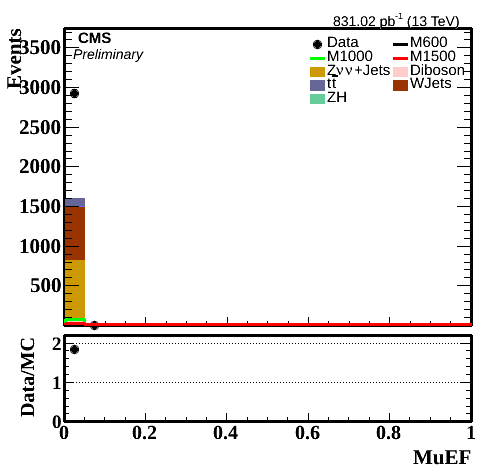 831.02 pb-1 (13 TeV)
CMS
Preliminary
Data
M600
M1000
M1500
Zνν+Jets
Diboson
tt
WJets
ZH
Events
3500
3000
2500
2000
1500
1000
500
Data/MC
2
1
0
0 0.2 0.4 0.6 0.8 1
MuEF